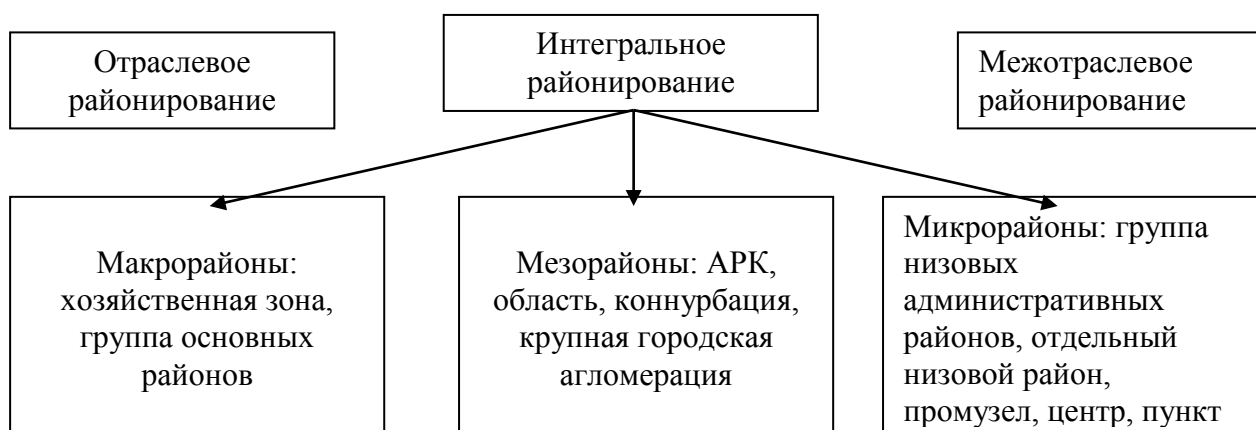 Отраслевое
районирование
Интегральное
районирование
Межотраслевое
районирование
Макрорайоны:
хозяйственная зона,
группа основных
районов
Мезорайоны: АРК,
область, коннурбация,
крупная городская
агломерация
Микрорайоны: группа
низовых
административных
районов, отдельный
низовой район,
промузел, центр, пункт